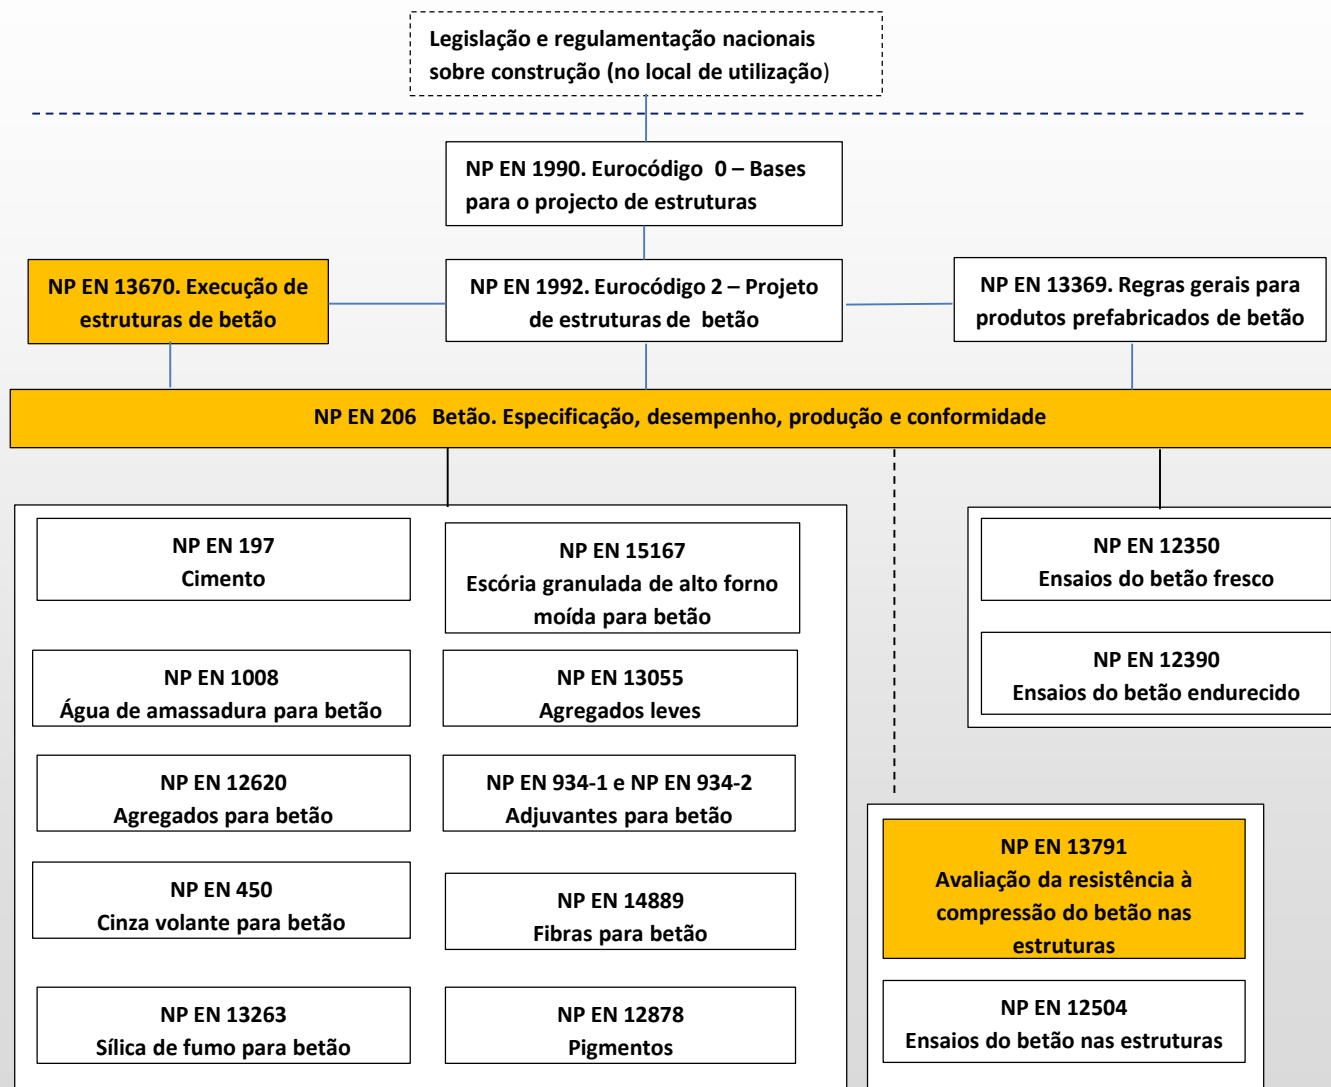 Legislação e regulamentação nacionais
sobre construção (no local de utilização)
NP EN 1990. Eurocódigo 0 – Bases
para o projecto de estruturas
NP EN 13670. Execução de
estruturas de betão
NP EN 1992. Eurocódigo 2 – Projeto
de estruturas de betão
NP EN 13369. Regras gerais para
produtos prefabricados de betão
NP EN 206 Betão. Especificação, desempenho, produção e conformidade
NP EN 197
Cimento
NP EN 15167
Escória granulada de alto forno
moída para betão
NP EN 1008
Água de amassadura para betão
NP EN 13055
Agregados leves
NP EN 12620
Agregados para betão
NP EN 934-1 e NP EN 934-2
Adjuvantes para betão
NP EN 450
Cinza volante para betão
NP EN 14889
Fibras para betão
NP EN 13263
Sílica de fumo para betão
NP EN 12878
Pigmentos
NP EN 12350
Ensaios do betão fresco
NP EN 12390
Ensaios do betão endurecido
NP EN 13791
Avaliação da resistência à
compressão do betão nas
estruturas
NP EN 12504
Ensaios do betão nas estruturas